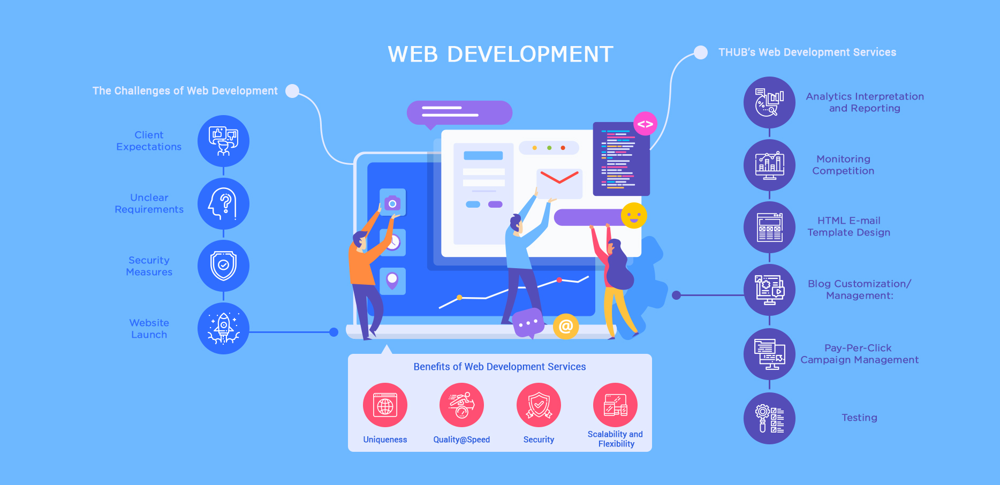 WEB DEVELOPMENT
The Challenges of Web Development
Client
Expectations
Unclear
Requirements
Security
Measures
Website
Launch
THUB's Web Development Services
Analytics Interpretation
and Reporting
Monitoring
Competition
HTML E-mail
Template Design
Blog Customization/
Management:
Pay-Per-Click
Campaign Management
Testing
<>
@
Benefits of Web Development Services
Uniqueness
Quality@Speed
Security
Scalability and
Flexibility